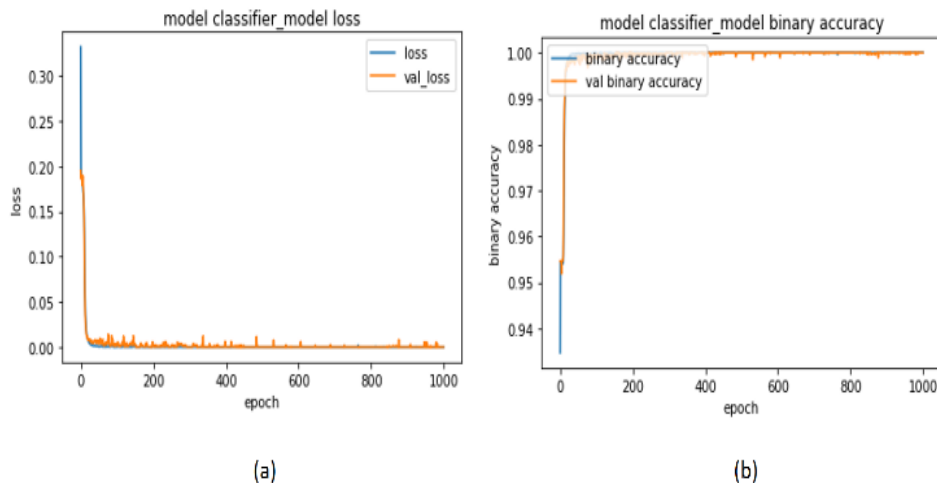 model classifier_model loss
loss
val_loss
0.30
0.25
0.20
0.15
0.10
0.05
0.00
loss
0 200 400 600 800 1000
epoch
(a)
model classifier_model binary accuracy
binary accuracy
val binary accuracy
1.00
0.99
0.98
0.97
0.96
0.95
0.94
binary accuracy
0 200 400 600 800 1000
epoch
(b)